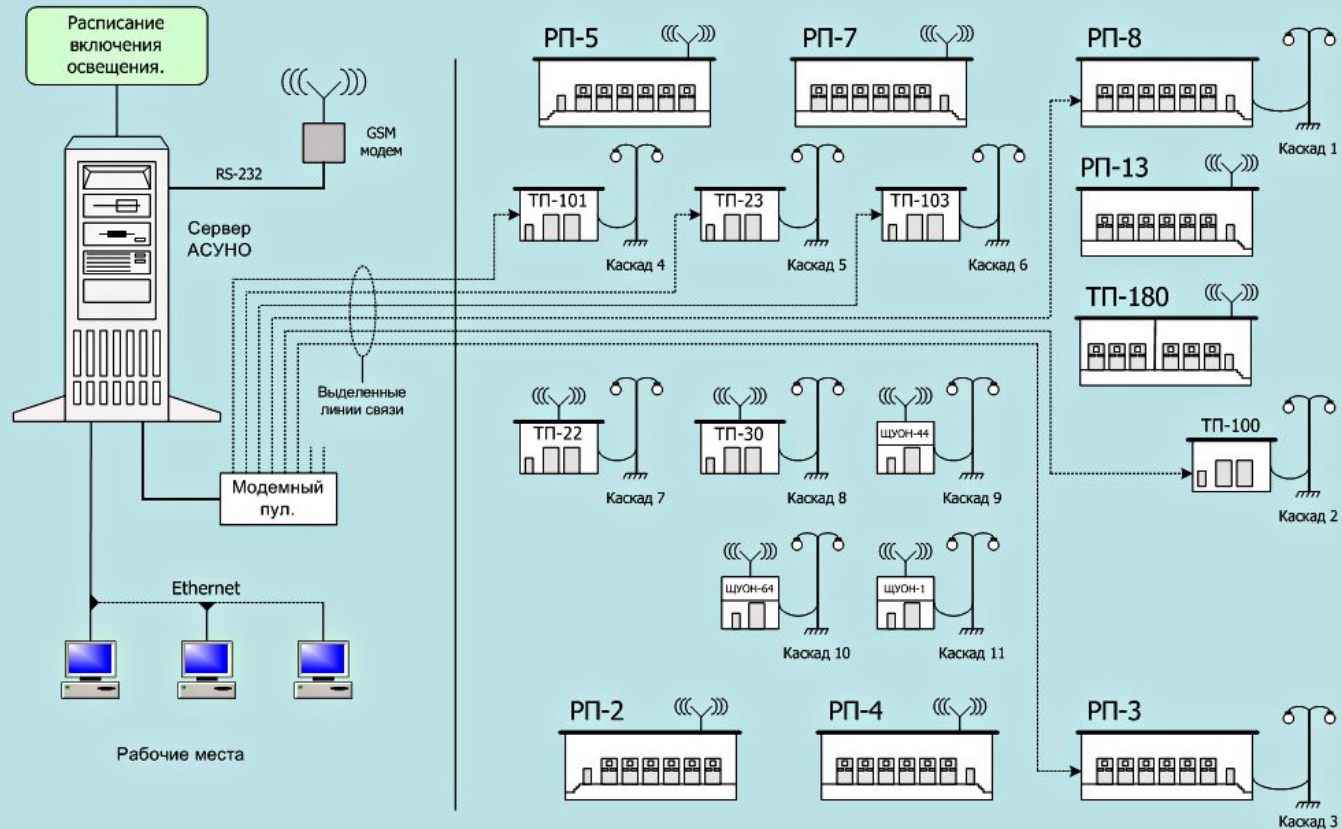 Расписание
включения
освещения.
GSM
модем
RS-232
Сервер
АСУНО
Выделенные
линии связи
Модемный
пул.
Ethernet
Рабочие места
РП-5
РП-7
РП-8
Каскад 1
ТП-101
Каскад 4
ТП-23
Каскад 5
ТП-103
Каскад 6
РП-13
ТП-180
ТП-22
Каскад 7
ТП-30
Каскад 8
ЩУОН-44
Каскад 9
ТП-100
Каскад 2
ЩУОН-64
Каскад 10
ЩУОН-1
Каскад 11
РП-2
РП-4
РП-3
Каскад 3